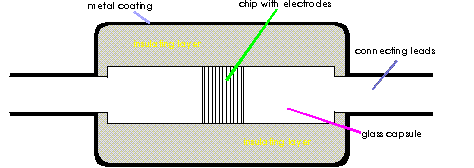 metal coating
chip with electrodes
insulating layer
connecting leads
glass capsule
insulating layer